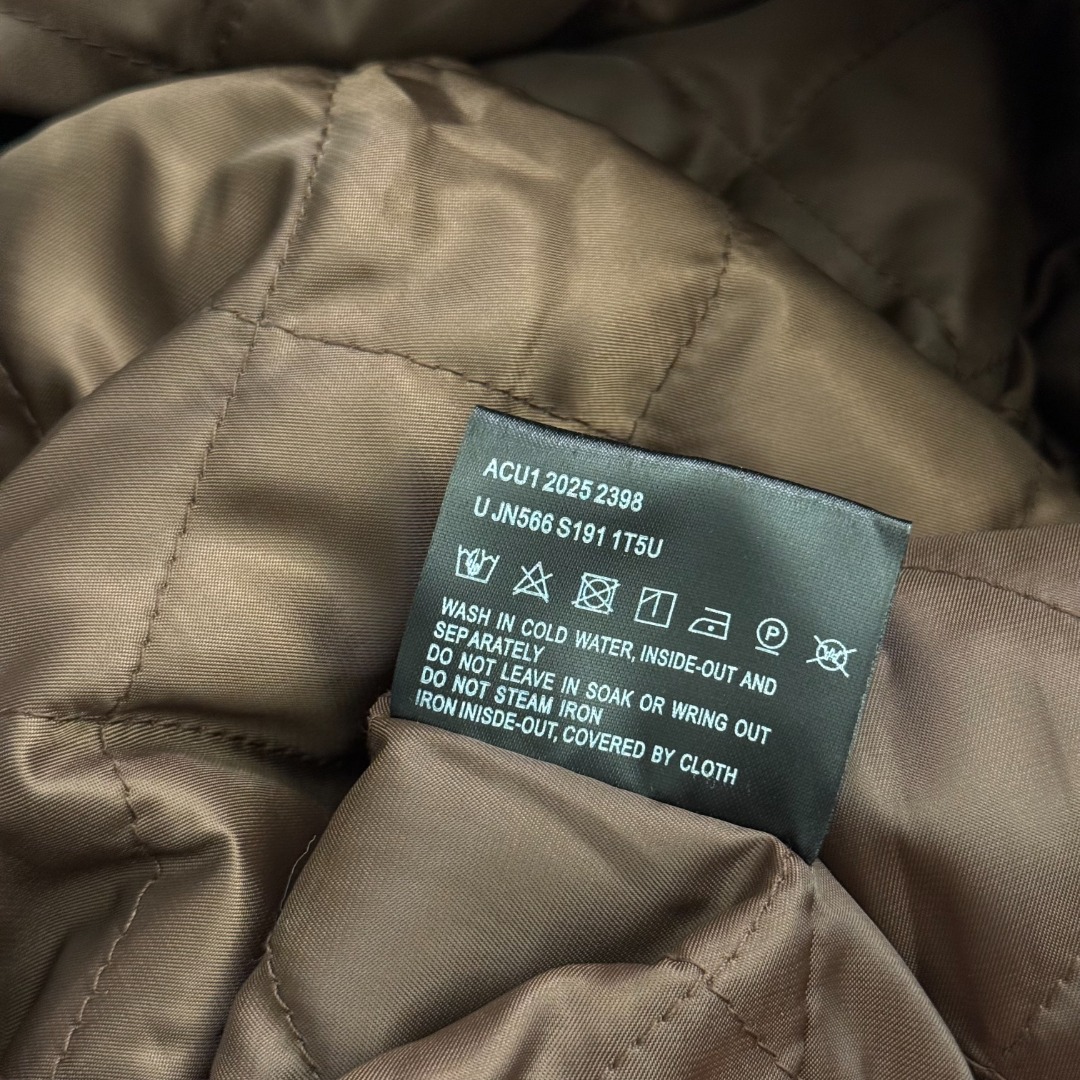 ACU1 2025 2398
U JN566 S191 1T5U
P
WASH IN COLD WATER, INSIDE-OUT AND
SEPARATELY
DO NOT LEAVE IN SOAK OR WRING OUT
DO NOT STEAM IRON
IRON INISDE-OUT, COVERED BY CLOTH